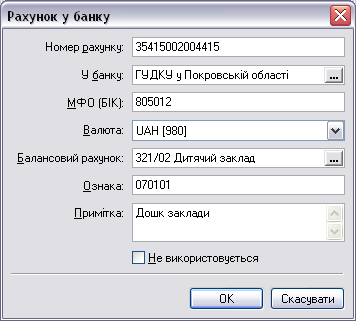 Рахунок у банку
Номер рахунку: 35415002004415
У банку: ГУДКУ у Покровській області ...
МФО (БІК): 805012
Валюта: UAH [980]
Балансовий рахунок: 321/02 Дитячий заклад ...
Ознака: 070101
Примітка: Дошк заклади
Не використовується
OK Скасувати